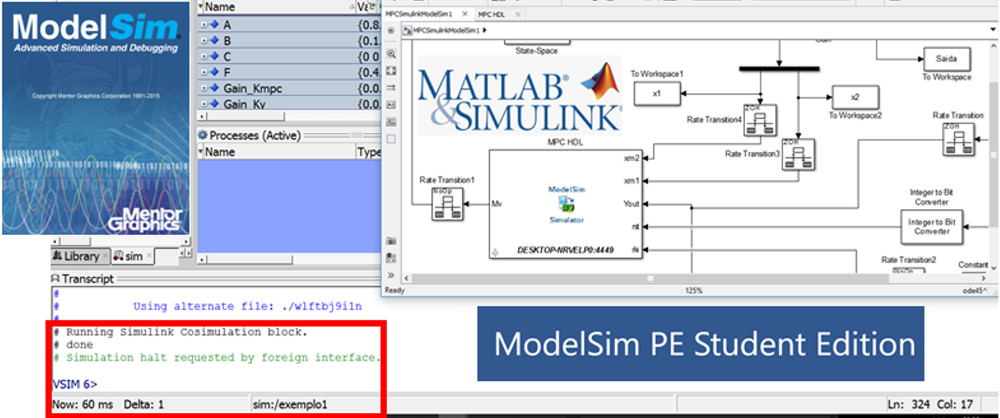 ModelSim
Advanced Simulation and Debugging
Copyright Mentor Graphics Corporation 1991-2015
Mentor
Graphics
Name
A {0.8
B {0.1
C {0 0
F {0.4
Gain_Kmpc {0.0
Gain Kv {0.0
Processes (Active)
Name Type
Library sim
Transcript
#
# Using alternate file: ./wlftbj9i1n
#
# Running Simulink Cosimulation block.
# done
# Simulation halt requested by foreign interface.
VSIM 6>
Now: 60 ms Delta: 1 sim:/exemplo1
Ln: 324 Col: 17
MPCSimulinkModelSim1 MPC HDL
MPCSimulinkModelSim1
State-Space
MATLAB
&SIMULINK
To Workspace1
x1
Saida
To Workspace
x2
To Workspace2
ZOH
Rate Transition4
ZOH
Rate Transition3
Rate Transition
ZOH
MPC HDL
Rate Transition1
NoOp
Mv
ModelSim
Simulator
xm2
xm1
Yout
rst
DESKTOP-NRVELP0:4449
Integer to Bit
Converter
Integer to Bit
Converter
Rate Transition2
NoOp
Constant
Ready 125% ode45
ModelSim PE Student Edition